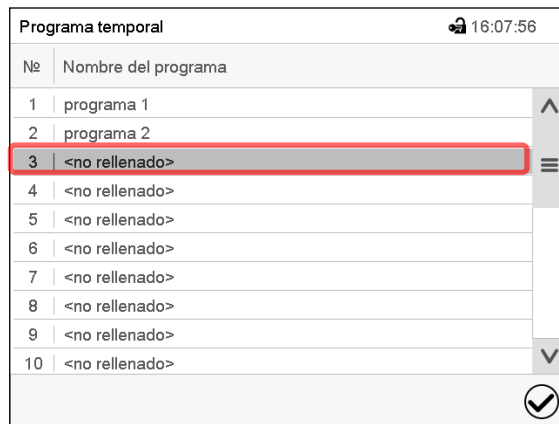 Programa temporal 16:07:56
№ Nombre del programa
1 programa 1
2 programa 2
3 <no rellenado>
4 <no rellenado>
5 <no rellenado>
6 <no rellenado>
7 <no rellenado>
8 <no rellenado>
9 <no rellenado>
10 <no rellenado>